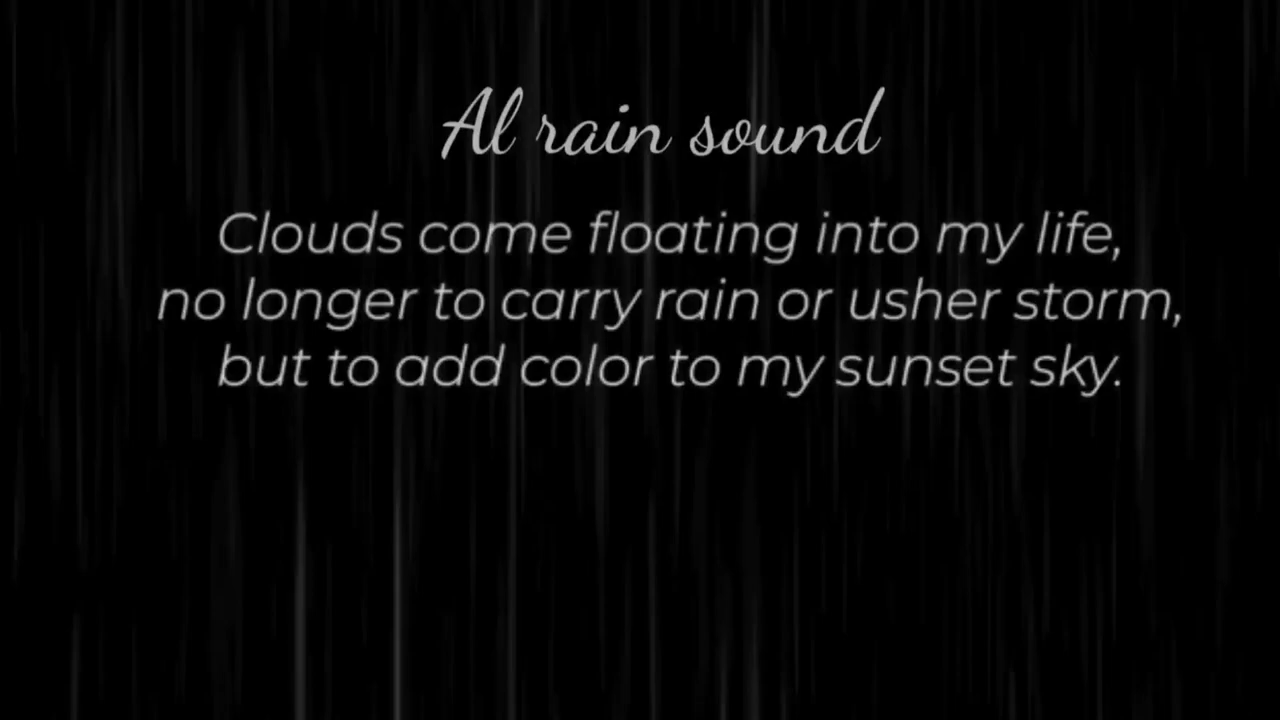 Al rain sound
Clouds come floating into my life,
no longer to carry rain or usher storm,
but to add color to my sunset sky.